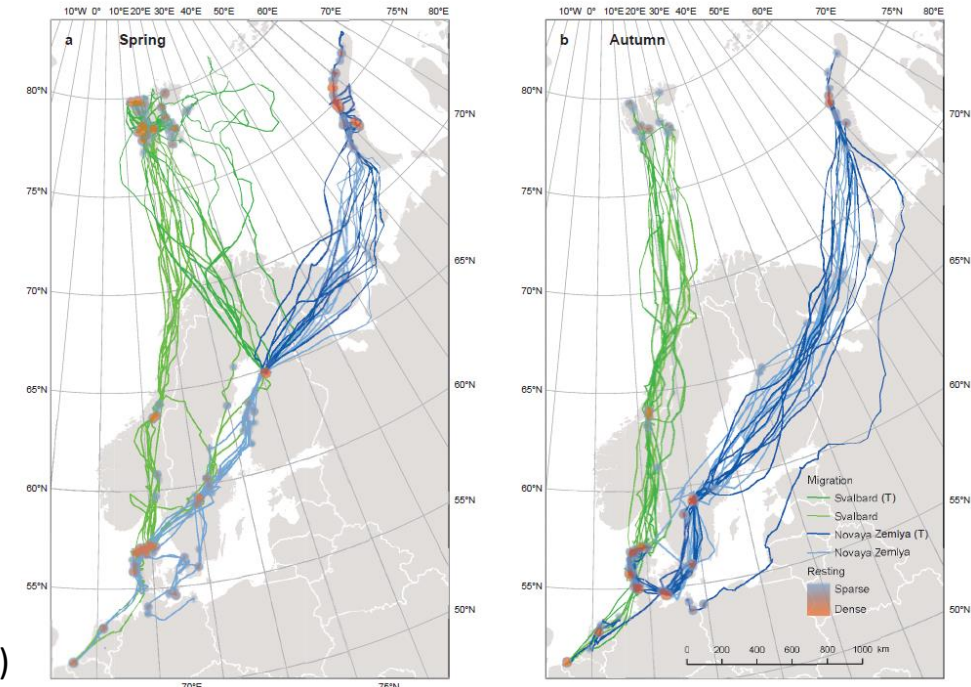 10°W 0° 10°E 20°E 30°E 40°E 50°E 60°E 70°E 75°E 80°E
a Spring
80°N
75°N
70°N
65°N
60°N
55°N
70°N
65°N
60°N
55°N
50°N
)
70°E 75°N
10°W 0° 10°E 20°E 30°E 40°E 50°E 60°E 70°E 75°E 80°E
b Autumn
80°N
75°N
70°N
65°N
60°N
55°N
70°N
65°N
60°N
55°N
50°N
Migration
Svalbard (T)
Svalbard
Novaya Zemlya (T)
Novaya Zemlya
Resting
Sparse
Dense
0 200 400 600 800 1000 km